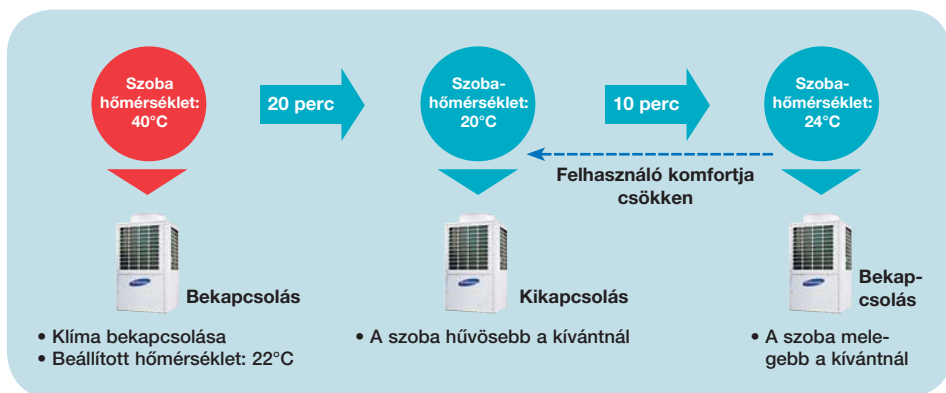 Szoba
hőmérséklet:
40°C
20 perc
Szoba-
hőmérséklet:
20°C
10 perc
Szoba-
hőmérséklet:
24°C
Felhasználó komfortja
csökken
Bekapcsolás
Kikapcsolás
Bekap-
csolás
• Klíma bekapcsolása
• Beállított hőmérséklet: 22°C
• A szoba hűvösebb a kívántnál
• A szoba mele-
gebb a kívántnál